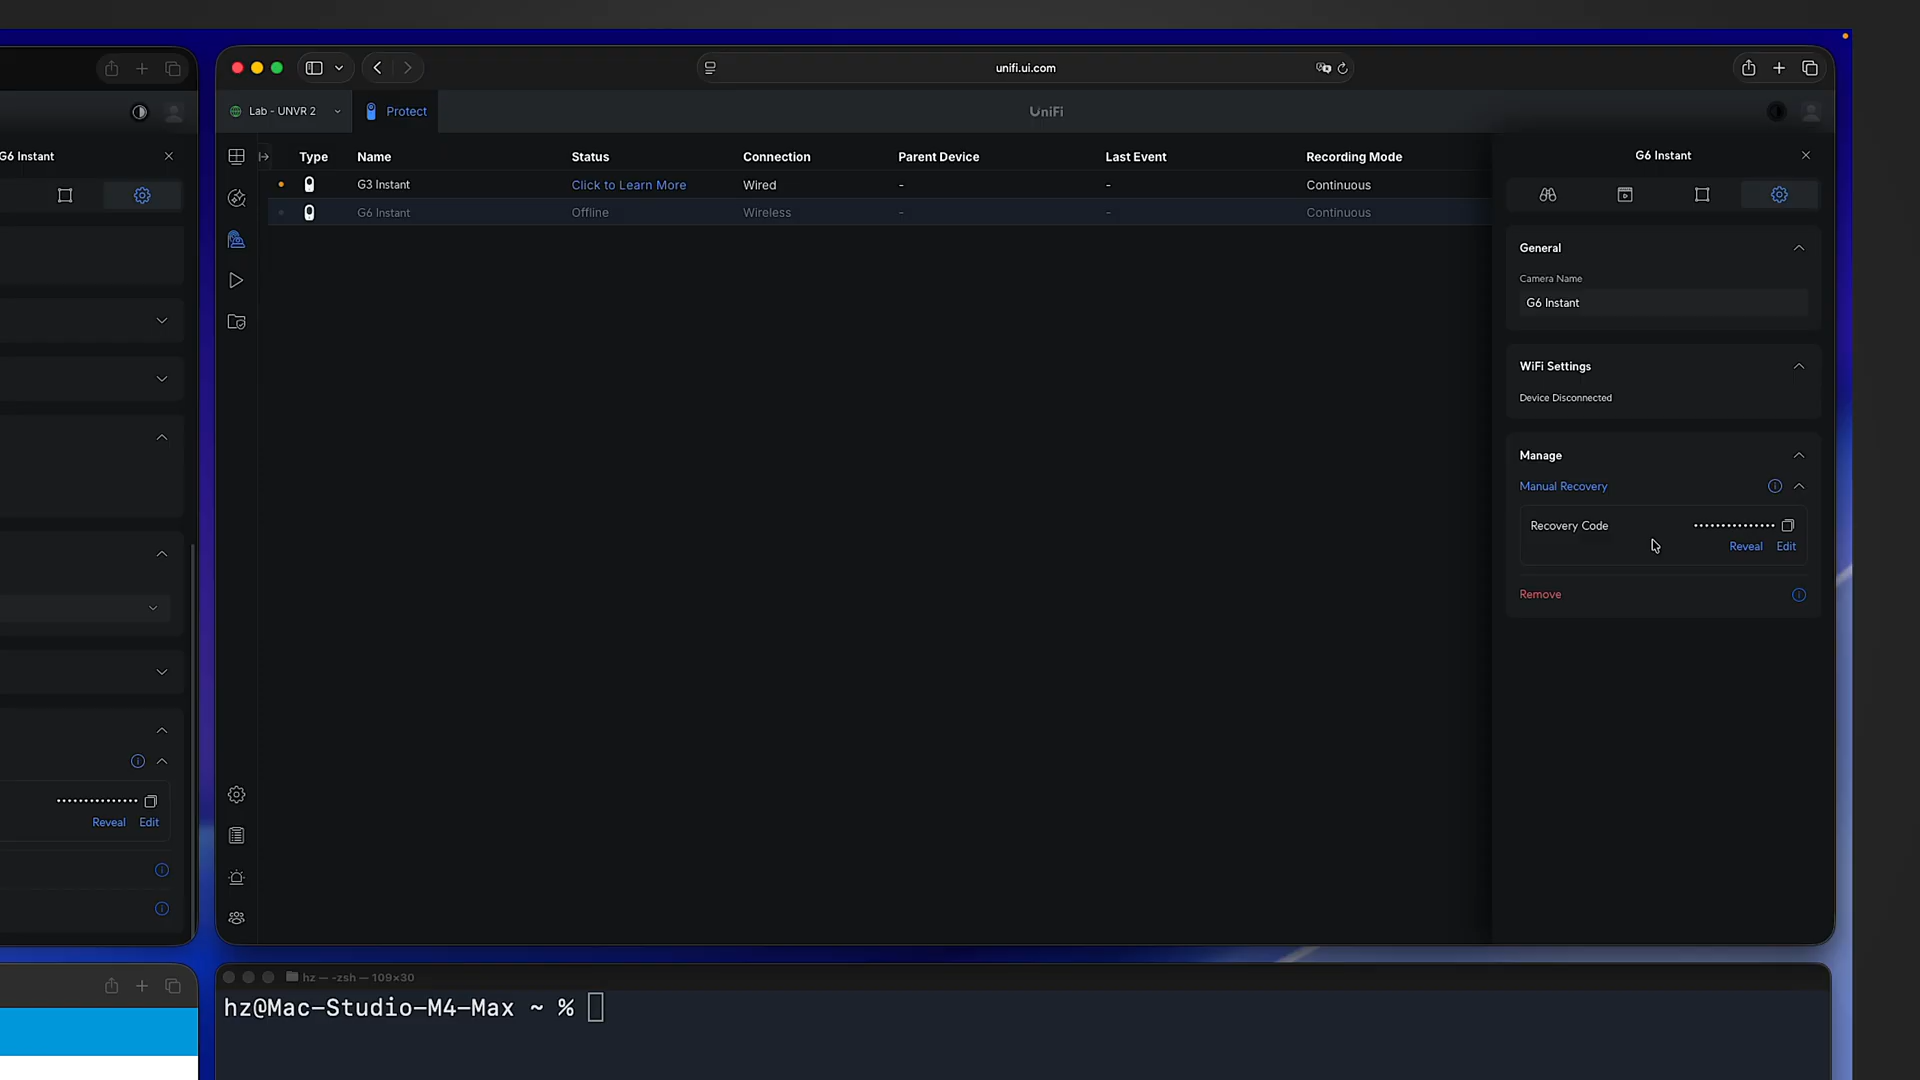 unifi.ui.com
Lab - UNVR 2
Protect
UniFi
G6 Instant
Type Name Status Connection Parent Device Last Event Recording Mode
G3 Instant Click to Learn More Wired - - Continuous
G6 Instant Offline Wireless - - Continuous
G6 Instant
General
Camera Name
G6 Instant
WiFi Settings
Device Disconnected
Manage
Manual Recovery
Recovery Code ···············
Reveal Edit
Remove
···············
Reveal Edit
hz — -zsh — 109×30
hz@Mac-Studio-M4-Max ~ %